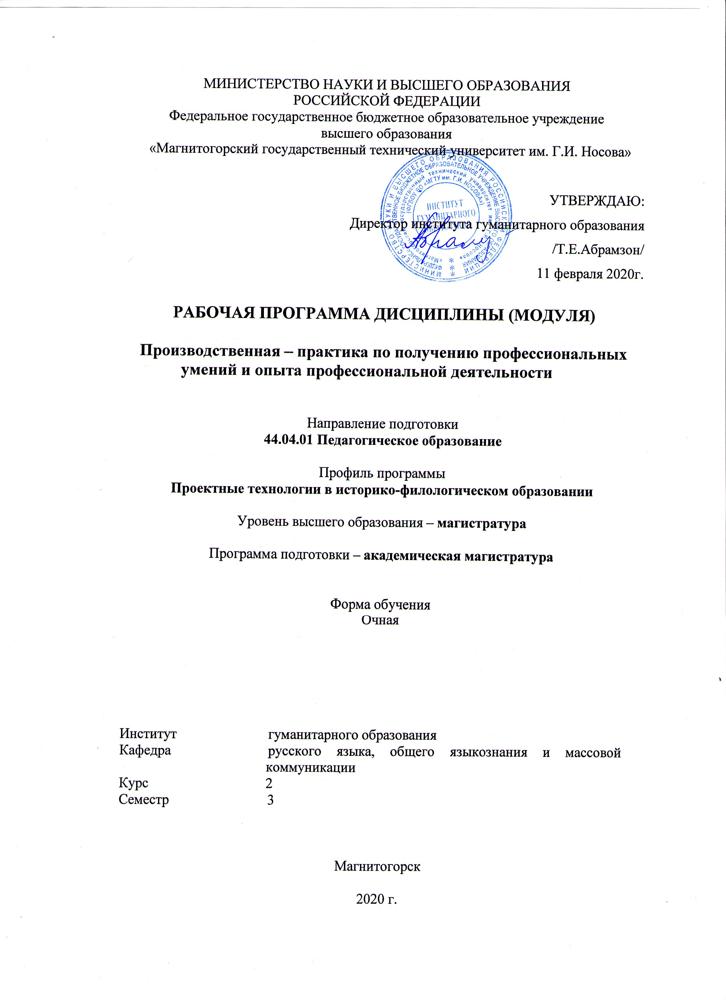 МИНИСТЕРСТВО НАУКИ И ВЫСШЕГО ОБРАЗОВАНИЯ
РОССИЙСКОЙ ФЕДЕРАЦИИ
Федеральное государственное бюджетное образовательное учреждение
высшего образования
«Магнитогорский государственный технический университет им. Г.И. Носова»
МИНИСТЕРСТВО НАУКИ И ВЫСШЕГО ОБРАЗОВАНИЯ РОССИЙСКОЙ ФЕДЕРАЦИИ
ФЕДЕРАЛЬНОЕ ГОСУДАРСТВЕННОЕ БЮДЖЕТНОЕ ОБРАЗОВАТЕЛЬНОЕ УЧРЕЖДЕНИЕ ВЫСШЕГО ОБРАЗОВАНИЯ
«Магнитогорский государственный технический университет им. Г.И. Носова»
(ФГБОУ ВО «МГТУ им. Г.И. НОСОВА»)
ИНСТИТУТ
ГУМАНИТАРНОГО
ОБРАЗОВАНИЯ
УТВЕРЖДАЮ:
Директор института гуманитарного образования
/Т.Е.Абрамзон/
11 февраля 2020г.
РАБОЧАЯ ПРОГРАММА ДИСЦИПЛИНЫ (МОДУЛЯ)
Производственная – практика по получению профессиональных
умений и опыта профессиональной деятельности
Направление подготовки
44.04.01 Педагогическое образование
Профиль программы
Проектные технологии в историко-филологическом образовании
Уровень высшего образования – магистратура
Программа подготовки – академическая магистратура
Форма обучения
Очная
Институт гуманитарного образования
Кафедра русского языка, общего языкознания и массовой
коммуникации
Курс 2
Семестр 3
Магнитогорск
2020 г.